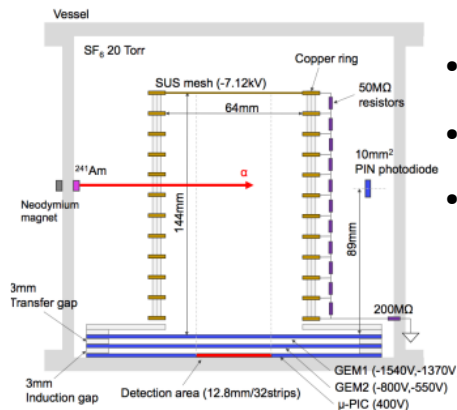 Vessel
SF₆ 20 Torr
Copper ring
SUS mesh (-7.12kV)
64mm
50MΩ
resistors
10mm²
PIN photodiode
²⁴¹Am
α
Neodymium
magnet
144mm
89mm
3mm
Transfer gap
200MΩ
3mm
Induction gap
GEM1 (-1540V,-1370V)
GEM2 (-800V,-550V)
Detection area (12.8mm/32strips)
μ-PIC (400V)